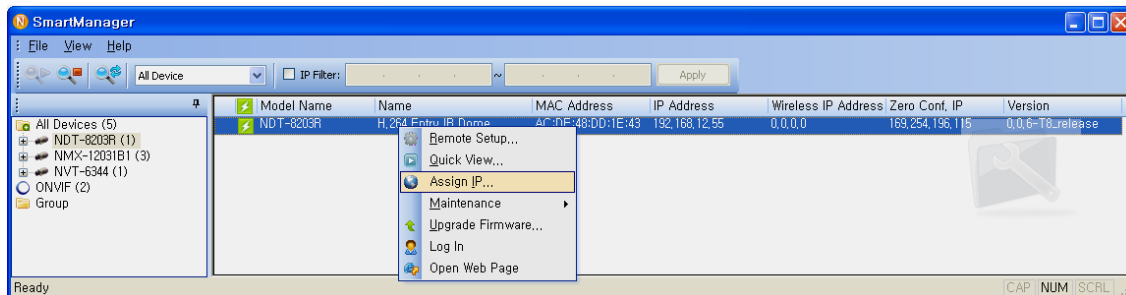 SmartManager
File View Help
All Device IP Filter: . . . ~ . . . Apply
Model Name Name MAC Address IP Address Wireless IP Address Zero Conf, IP Version
All Devices (5)
NDT-8203R (1)
NMX-12031B1 (3)
NVT-6344 (1)
ONVIF (2)
Group
NDT-8203R H,264 Entry IR Dome AC:DE:48:DD:1E:43 192,168,12,55 0,0,0,0 169,254,196,115 0,0,6-T8_release
Remote Setup,,,
Quick View,,,
Assign IP,,,
Maintenance
Upgrade Firmware,,,
Log In
Open Web Page
Ready CAP NUM SCRL